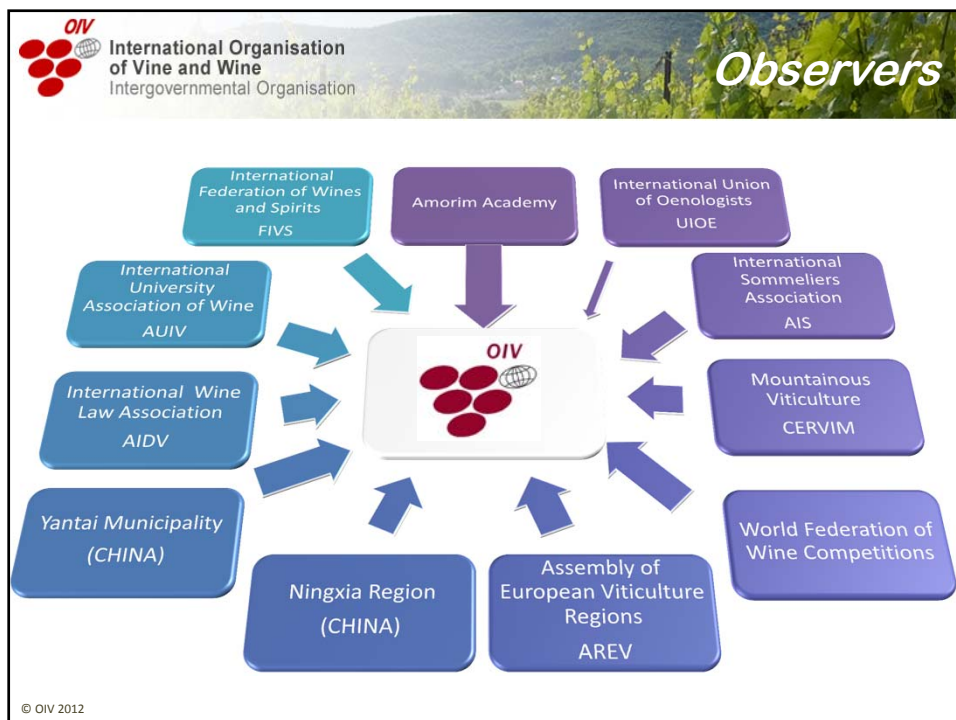 OIV
International Organisation
of Vine and Wine
Intergovernmental Organisation
Observers
International
Federation of Wines
and Spirits
FIVS
Amorim Academy
International Union
of Oenologists
UIOE
International
University
Association of Wine
AUIV
International
Sommeliers
Association
AIS
OIV
International Wine
Law Association
AIDV
Mountainous
Viticulture
CERVIM
Yantai Municipality
(CHINA)
World Federation of
Wine Competitions
Ningxia Region
(CHINA)
Assembly of
European Viticulture
Regions
AREV
© OIV 2012